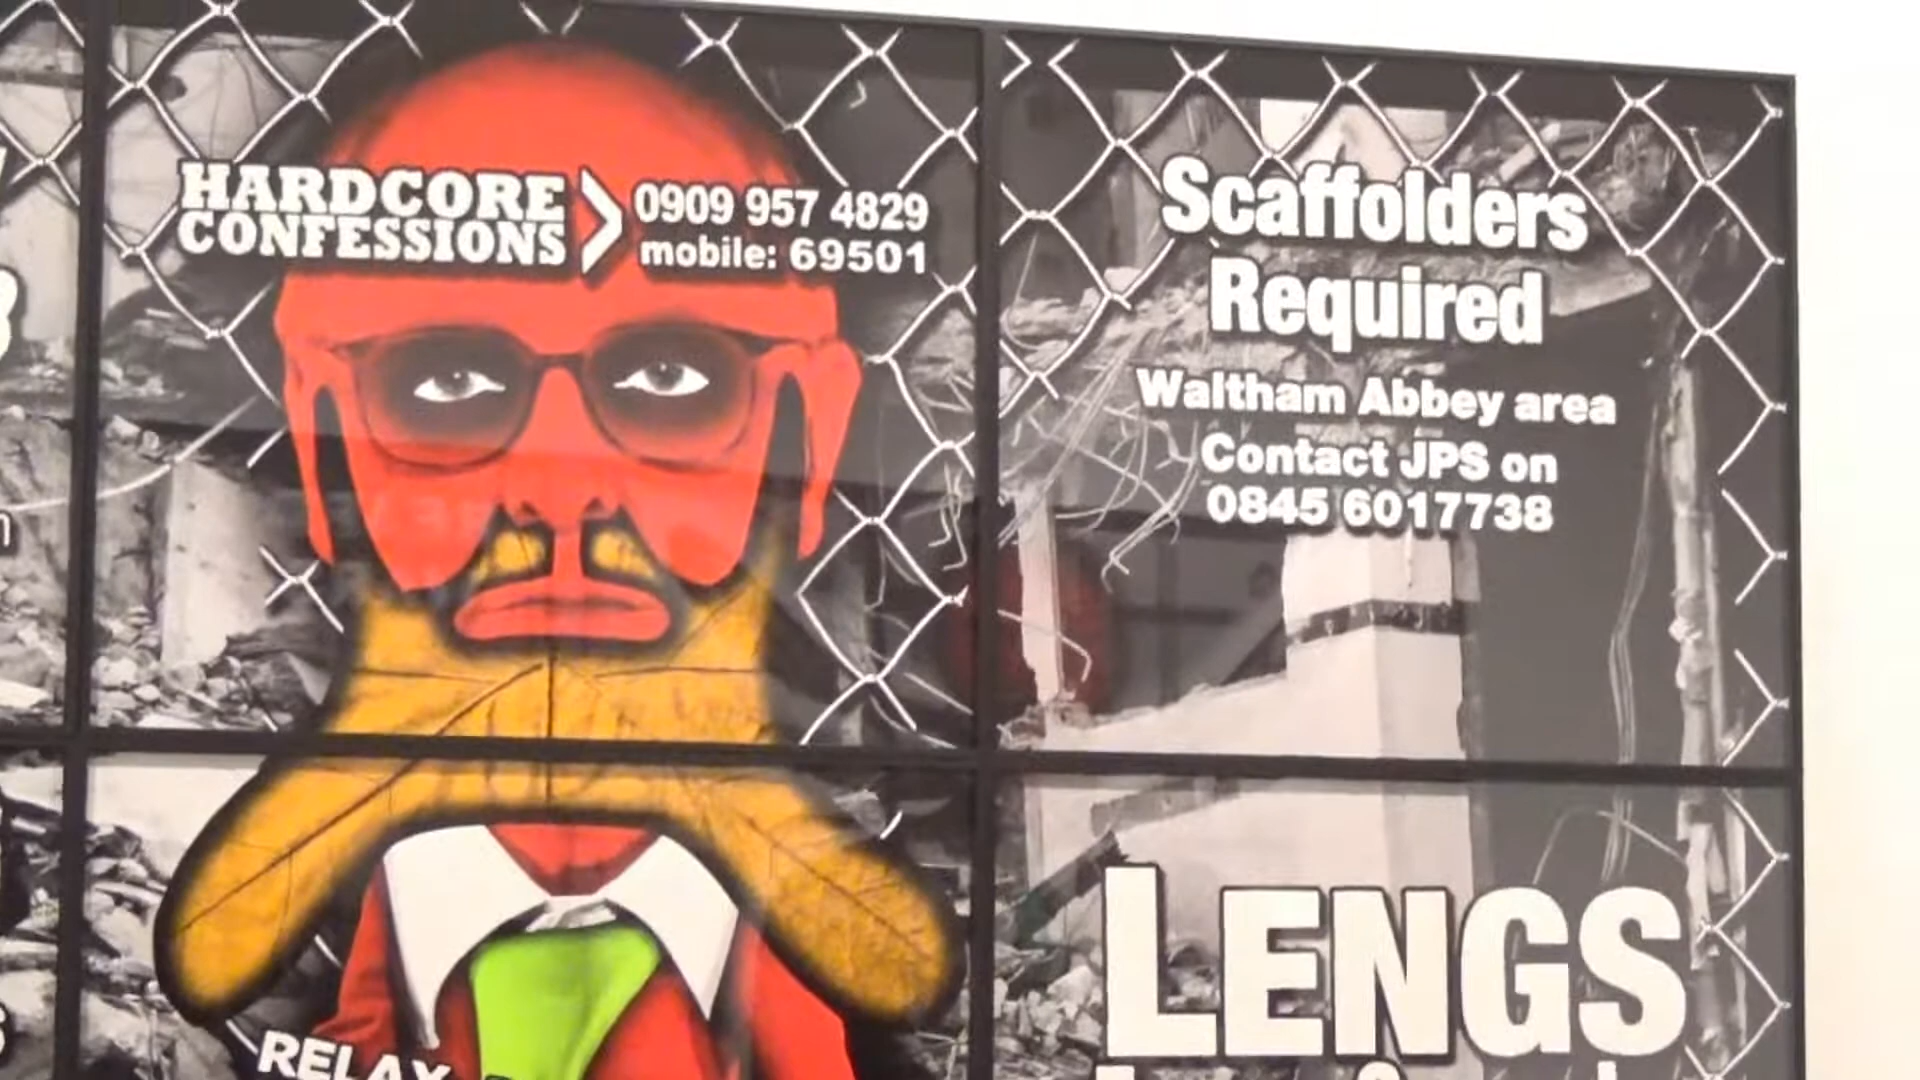 HARDCORE
CONFESSIONS
0909 957 4829
mobile: 69501
Scaffolders
Required
Waltham Abbey area
Contact JPS on
0845 6017738
LENGS
RELAX